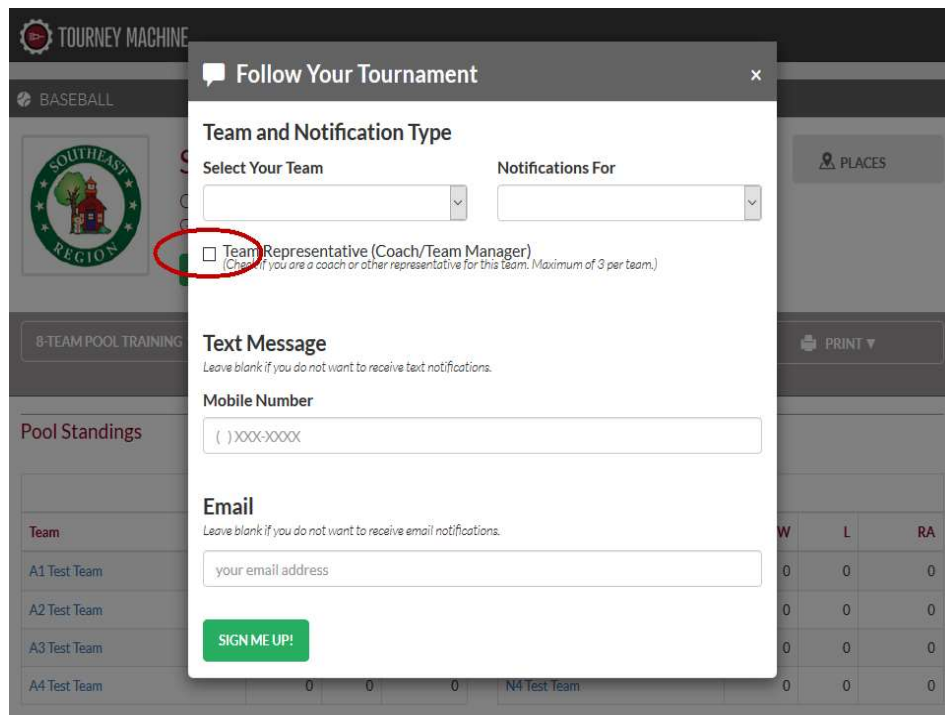 TOURNEY MACHINE
Follow Your Tournament ×
BASEBALL
SOUTHEAST
REGION
PLACES
Team and Notification Type
Select Your Team Notifications For
Team Representative (Coach/Team Manager)
(Check if you are a coach or other representative for this team. Maximum of 3 per team.)
8-TEAM POOL TRAINING
PRINT ▼
Text Message
Leave blank if you do not want to receive text notifications.
Mobile Number
( ) XXX-XXXX
Pool Standings
Email
Leave blank if you do not want to receive email notifications.
your email address
SIGN ME UP!
Team W L RA
A1 Test Team 0 0 0
A2 Test Team 0 0 0
A3 Test Team 0 0 0
A4 Test Team 0 0 0 N4 Test Team 0 0 0